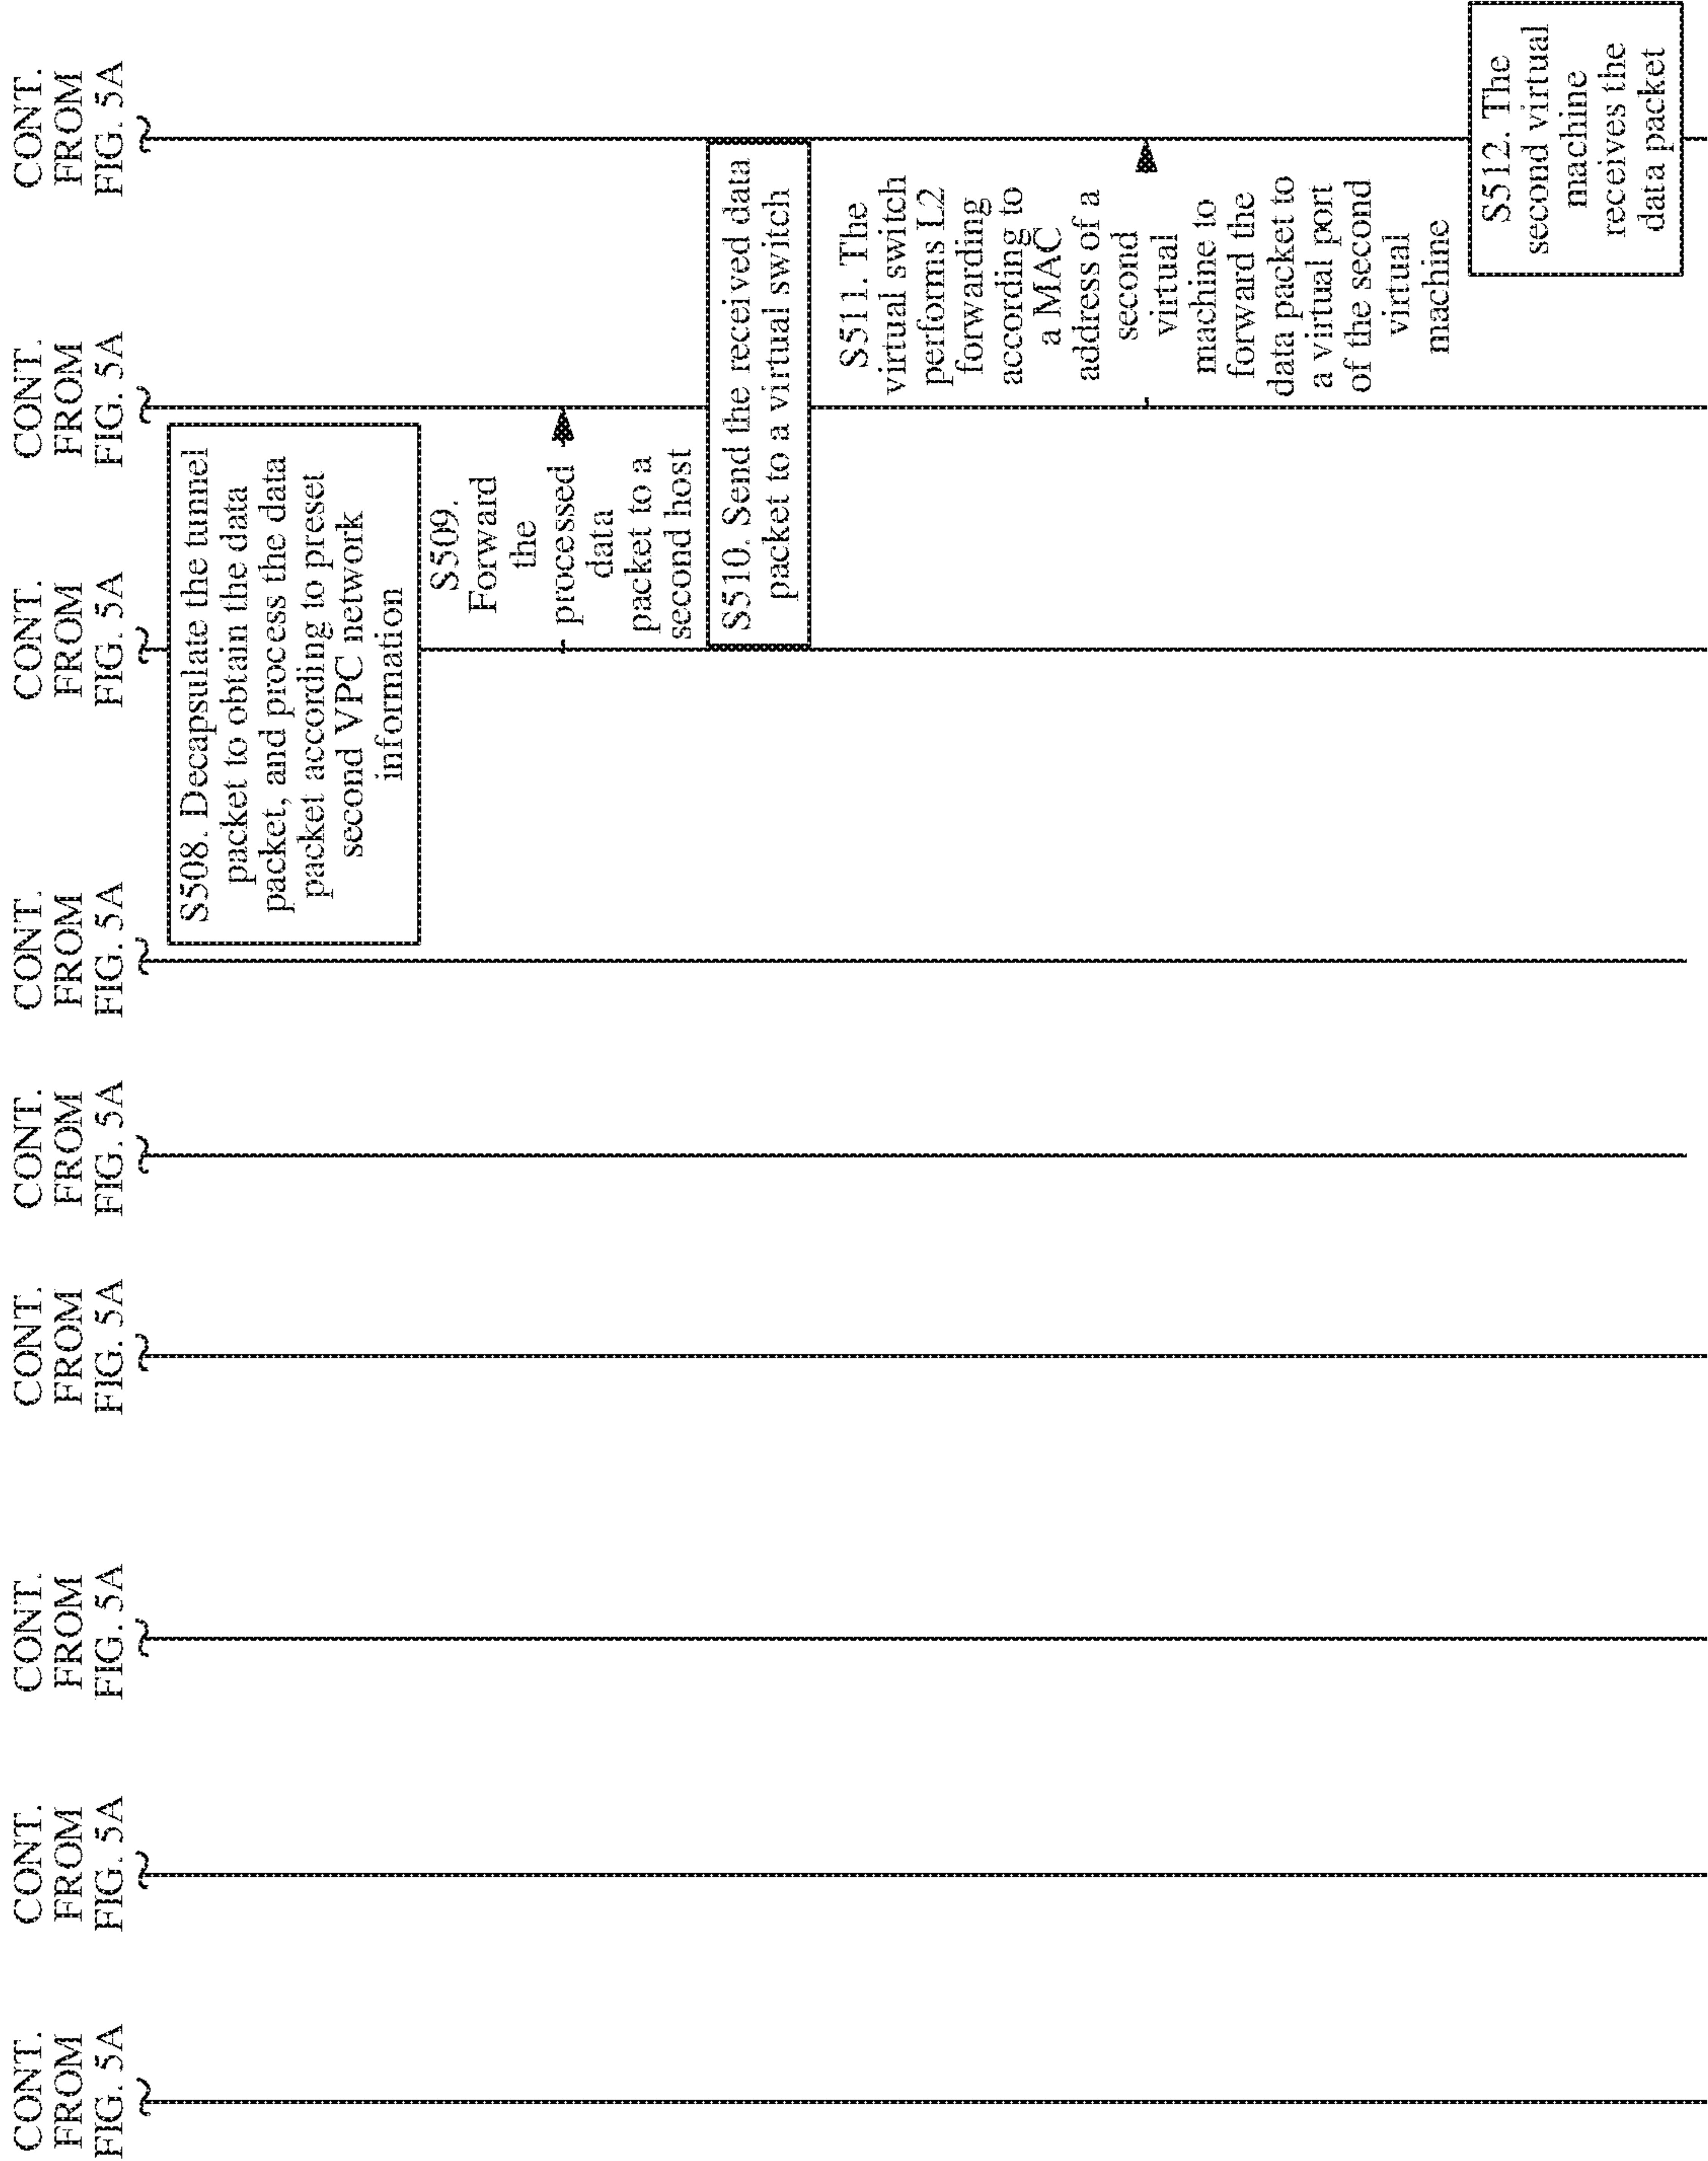 CONT.
FROM
FIG. 5A
CONT.
FROM
FIG. 5A
CONT.
FROM
FIG. 5A
CONT.
FROM
FIG. 5A
CONT.
FROM
FIG. 5A
CONT.
FROM
FIG. 5A
CONT.
FROM
FIG. 5A
CONT.
FROM
FIG. 5A
CONT.
FROM
FIG. 5A
S508. Decapsulate the tunnel
packet to obtain the data
packet, and process the data
packet according to preset
second VPC network
information
S509.
Forward
the
processed
data
packet to a
second host
S510. Send the received data
packet to a virtual switch
S511. The
virtual switch
performs L2
forwarding
according to
a MAC
address of a
second
virtual
machine to
forward the
data packet to
a virtual port
of the second
virtual
machine
S512. The
second virtual
machine
receives the
data packet